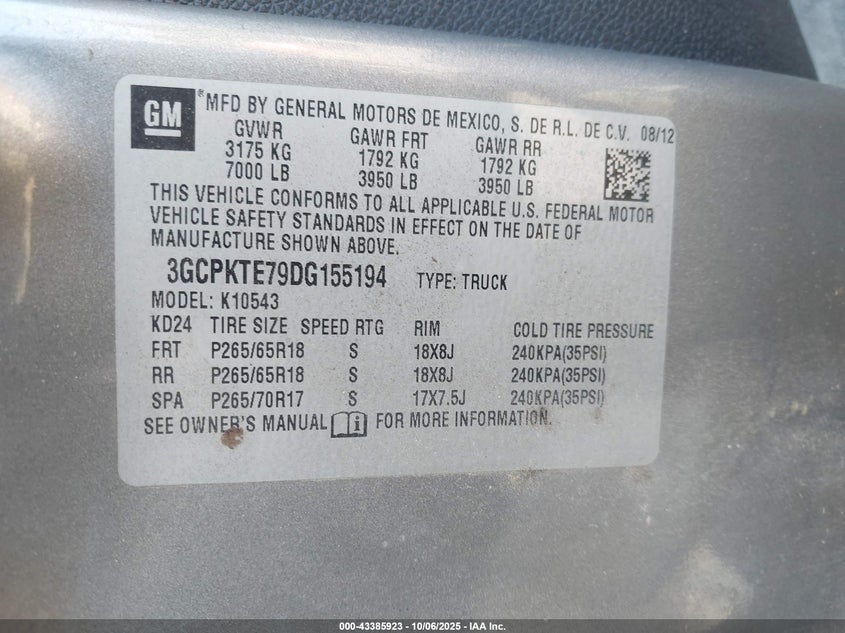 GM
®MFD BY GENERAL MOTORS DE MEXICO, S. DE R.L. DE C.V. 08/12
GVWR GAWR FRT GAWR RR
3175 KG 1792 KG 1792 KG
7000 LB 3950 LB 3950 LB
THIS VEHICLE CONFORMS TO ALL APPLICABLE U.S. FEDERAL MOTOR
VEHICLE SAFETY STANDARDS IN EFFECT ON THE DATE OF
MANUFACTURE SHOWN ABOVE.
3GCPKTE79DG155194 TYPE: TRUCK
MODEL: K10543
KD24 TIRE SIZE SPEED RTG RIM COLD TIRE PRESSURE
FRT P265/65R18 S 18X8J 240KPA(35PSI)
RR P265/65R18 S 18X8J 240KPA(35PSI)
SPA P265/70R17 S 17X7.5J 240KPA(35PSI)
SEE OWNER'S MANUAL FOR MORE INFORMATION.
000-43385923 - 10/06/2025 - IAA Inc.